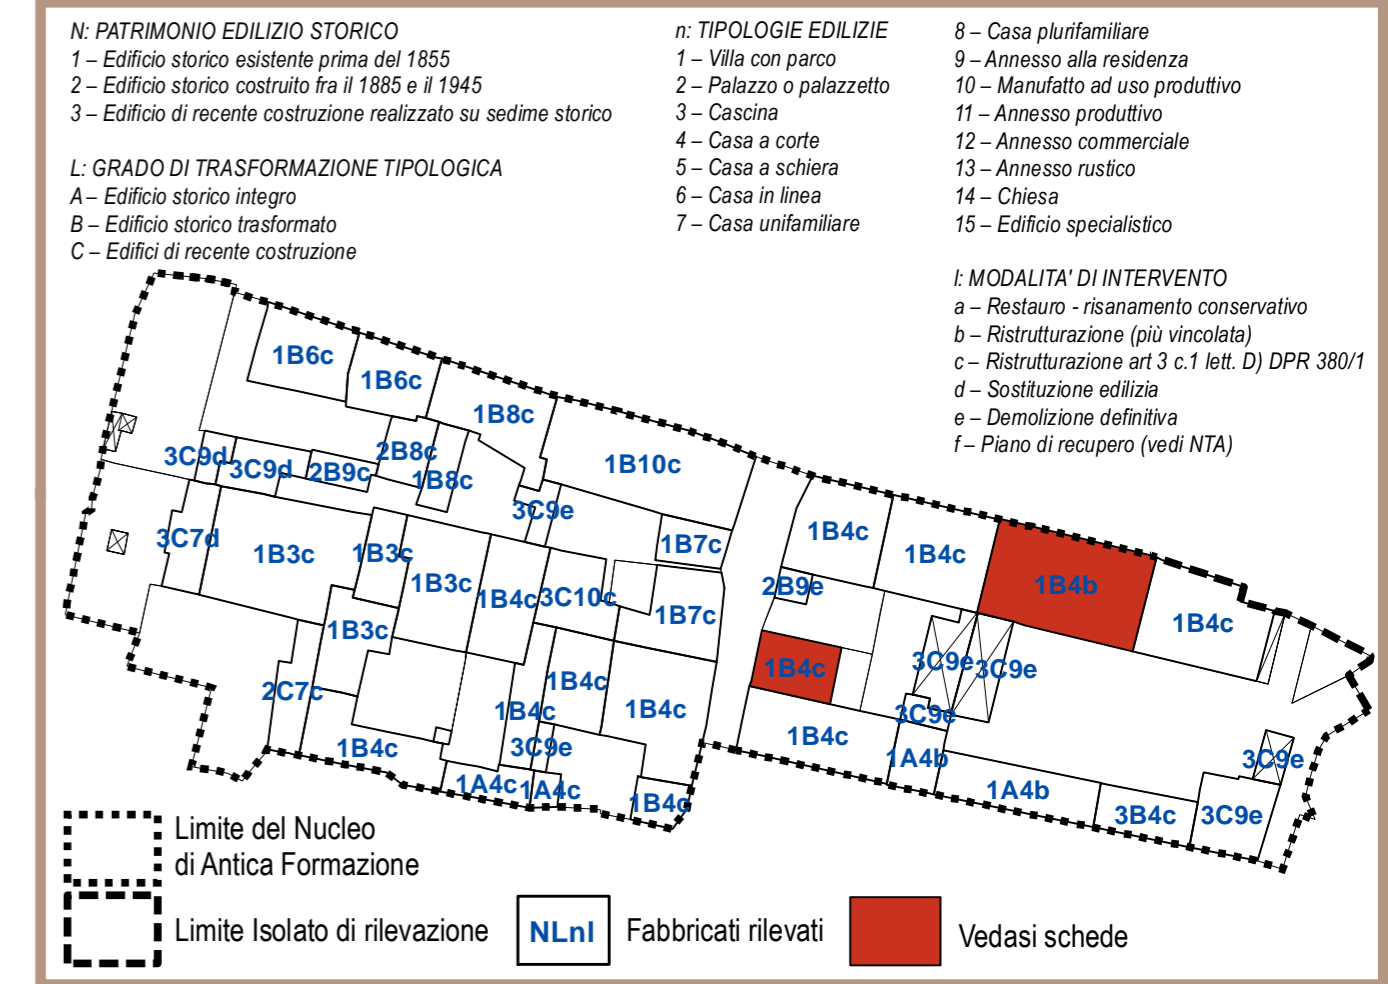 N: PATRIMONIO EDILIZIO STORICO
1 – Edificio storico esistente prima del 1855
2 – Edificio storico costruito fra il 1885 e il 1945
3 – Edificio di recente costruzione realizzato su sedime storico
L: GRADO DI TRASFORMAZIONE TIPOLOGICA
A – Edificio storico integro
B – Edificio storico trasformato
C – Edifici di recente costruzione
n: TIPOLOGIE EDILIZIE
1 – Villa con parco
2 – Palazzo o palazzetto
3 – Cascina
4 – Casa a corte
5 – Casa a schiera
6 – Casa in linea
7 – Casa unifamiliare
8 – Casa plurifamiliare
9 – Annesso alla residenza
10 – Manufatto ad uso produttivo
11 – Annesso produttivo
12 – Annesso commerciale
13 – Annesso rustico
14 – Chiesa
15 – Edificio specialistico
I: MODALITA' DI INTERVENTO
a – Restauro - risanamento conservativo
b – Ristrutturazione (più vincolata)
c – Ristrutturazione art 3 c.1 lett. D) DPR 380/1
d – Sostituzione edilizia
e – Demolizione definitiva
f – Piano di recupero (vedi NTA)
1B6c
1B6c
1B8c
2B8c
3C9d
3C9d
2B9c
1B8c
1B10c
3C9e
3C7d
1B3c
1B3c
1B7c
1B4c
1B4c
1B3c
1B4c
3C10c
1B7c
2B9e
1B4b
1B4c
1B3c
1B4c
3C9e
3C9e
2C7c
1B4c
1B4c
1B4c
3C9e
1B4c
3C9e
1B4c
1A4b
3C9e
1A4c
1A4c
1B4c
1A4b
3B4c
3C9e
Limite del Nucleo
di Antica Formazione
Limite Isolato di rilevazione
NLnI
Fabbricati rilevati
Vedasi schede